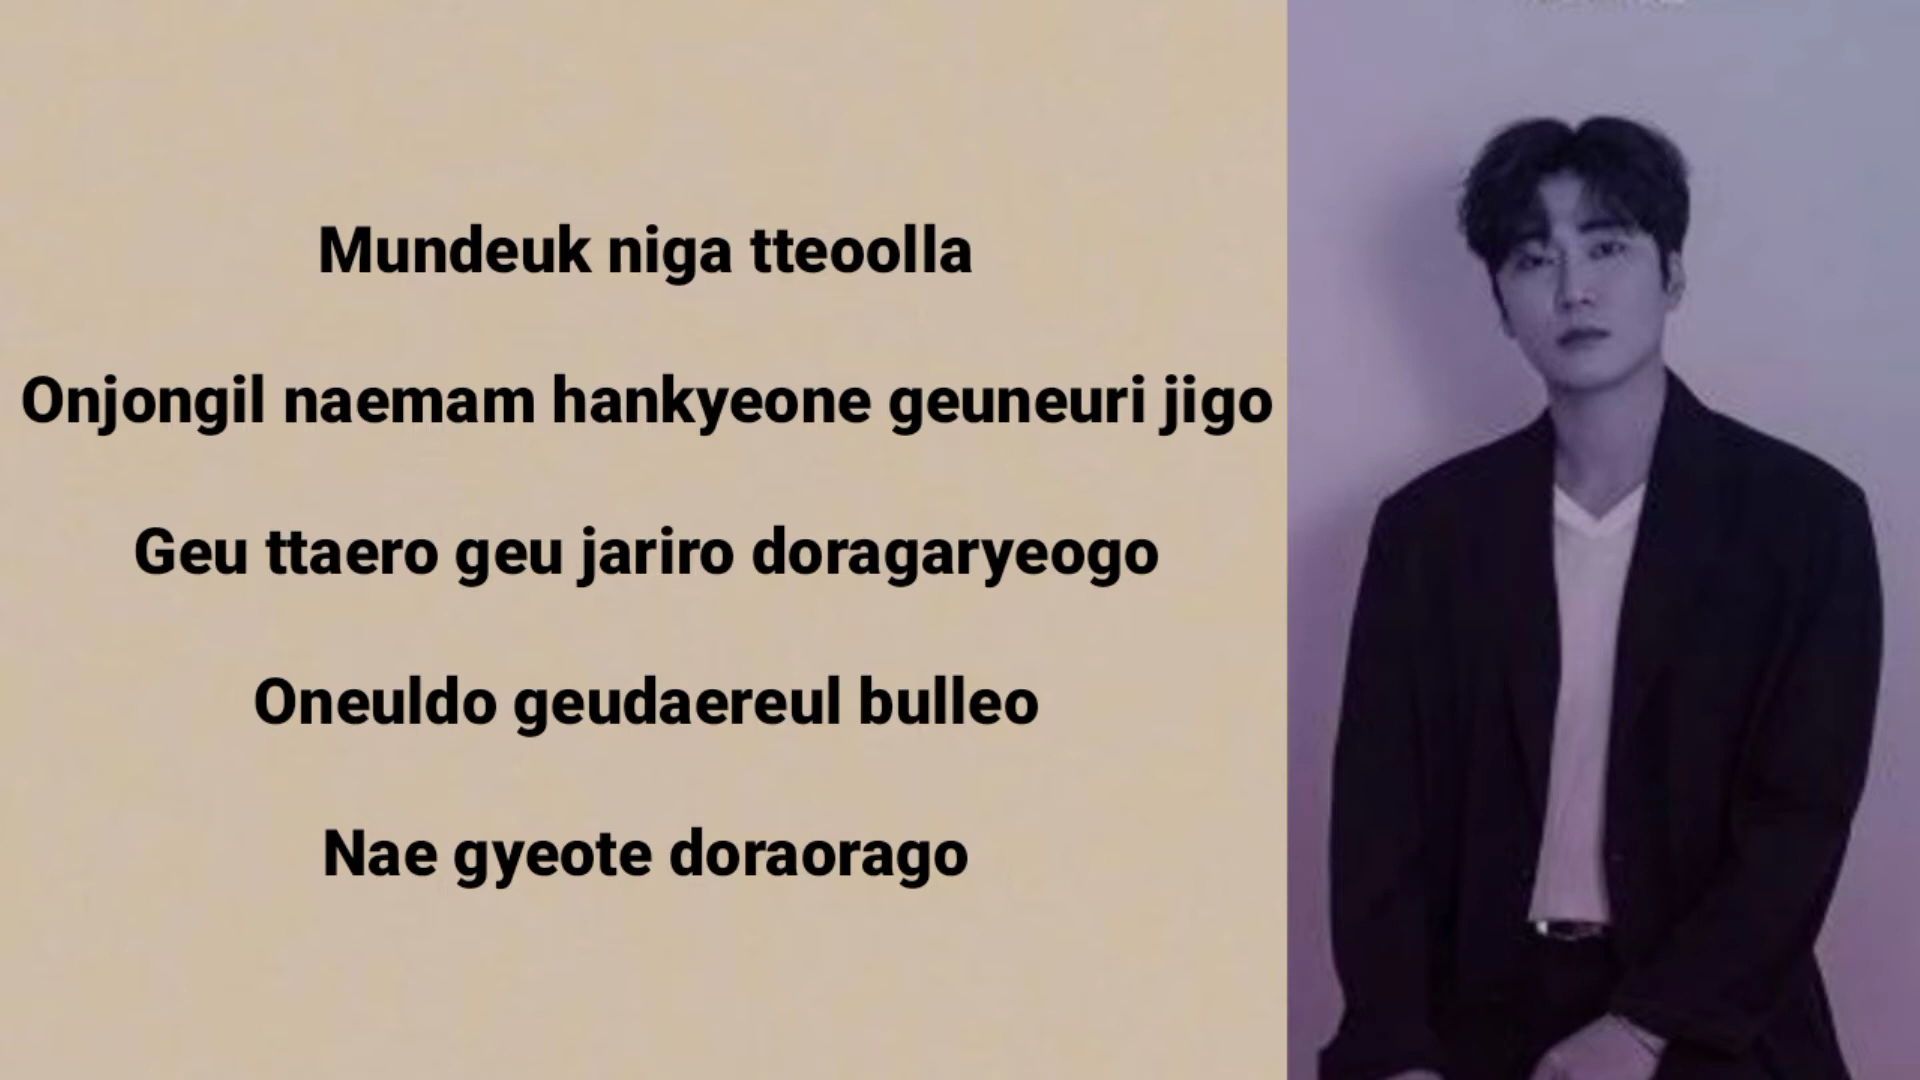 Mundeuk niga tteoolla
Onjongil naemam hankyeone geuneuri jigo
Geu ttaero geu jariro doragaryeogo
Oneuldo geudaereul bulleo
Nae gyeote doraorago